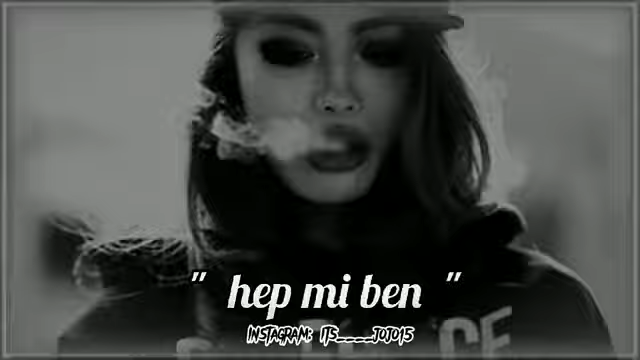 " hep mi ben "
INSTAGRAM: ITS____JOJO15